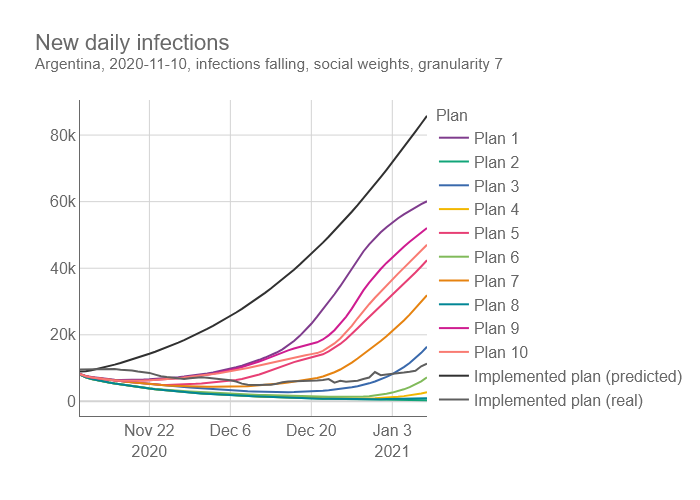 New daily infections
Argentina, 2020-11-10, infections falling, social weights, granularity 7
Plan
80k
60k
40k
20k
0
Nov 22
2020
Dec 6
Dec 20
Jan 3
2021
Plan 1
Plan 2
Plan 3
Plan 4
Plan 5
Plan 6
Plan 7
Plan 8
Plan 9
Plan 10
Implemented plan (predicted)
Implemented plan (real)